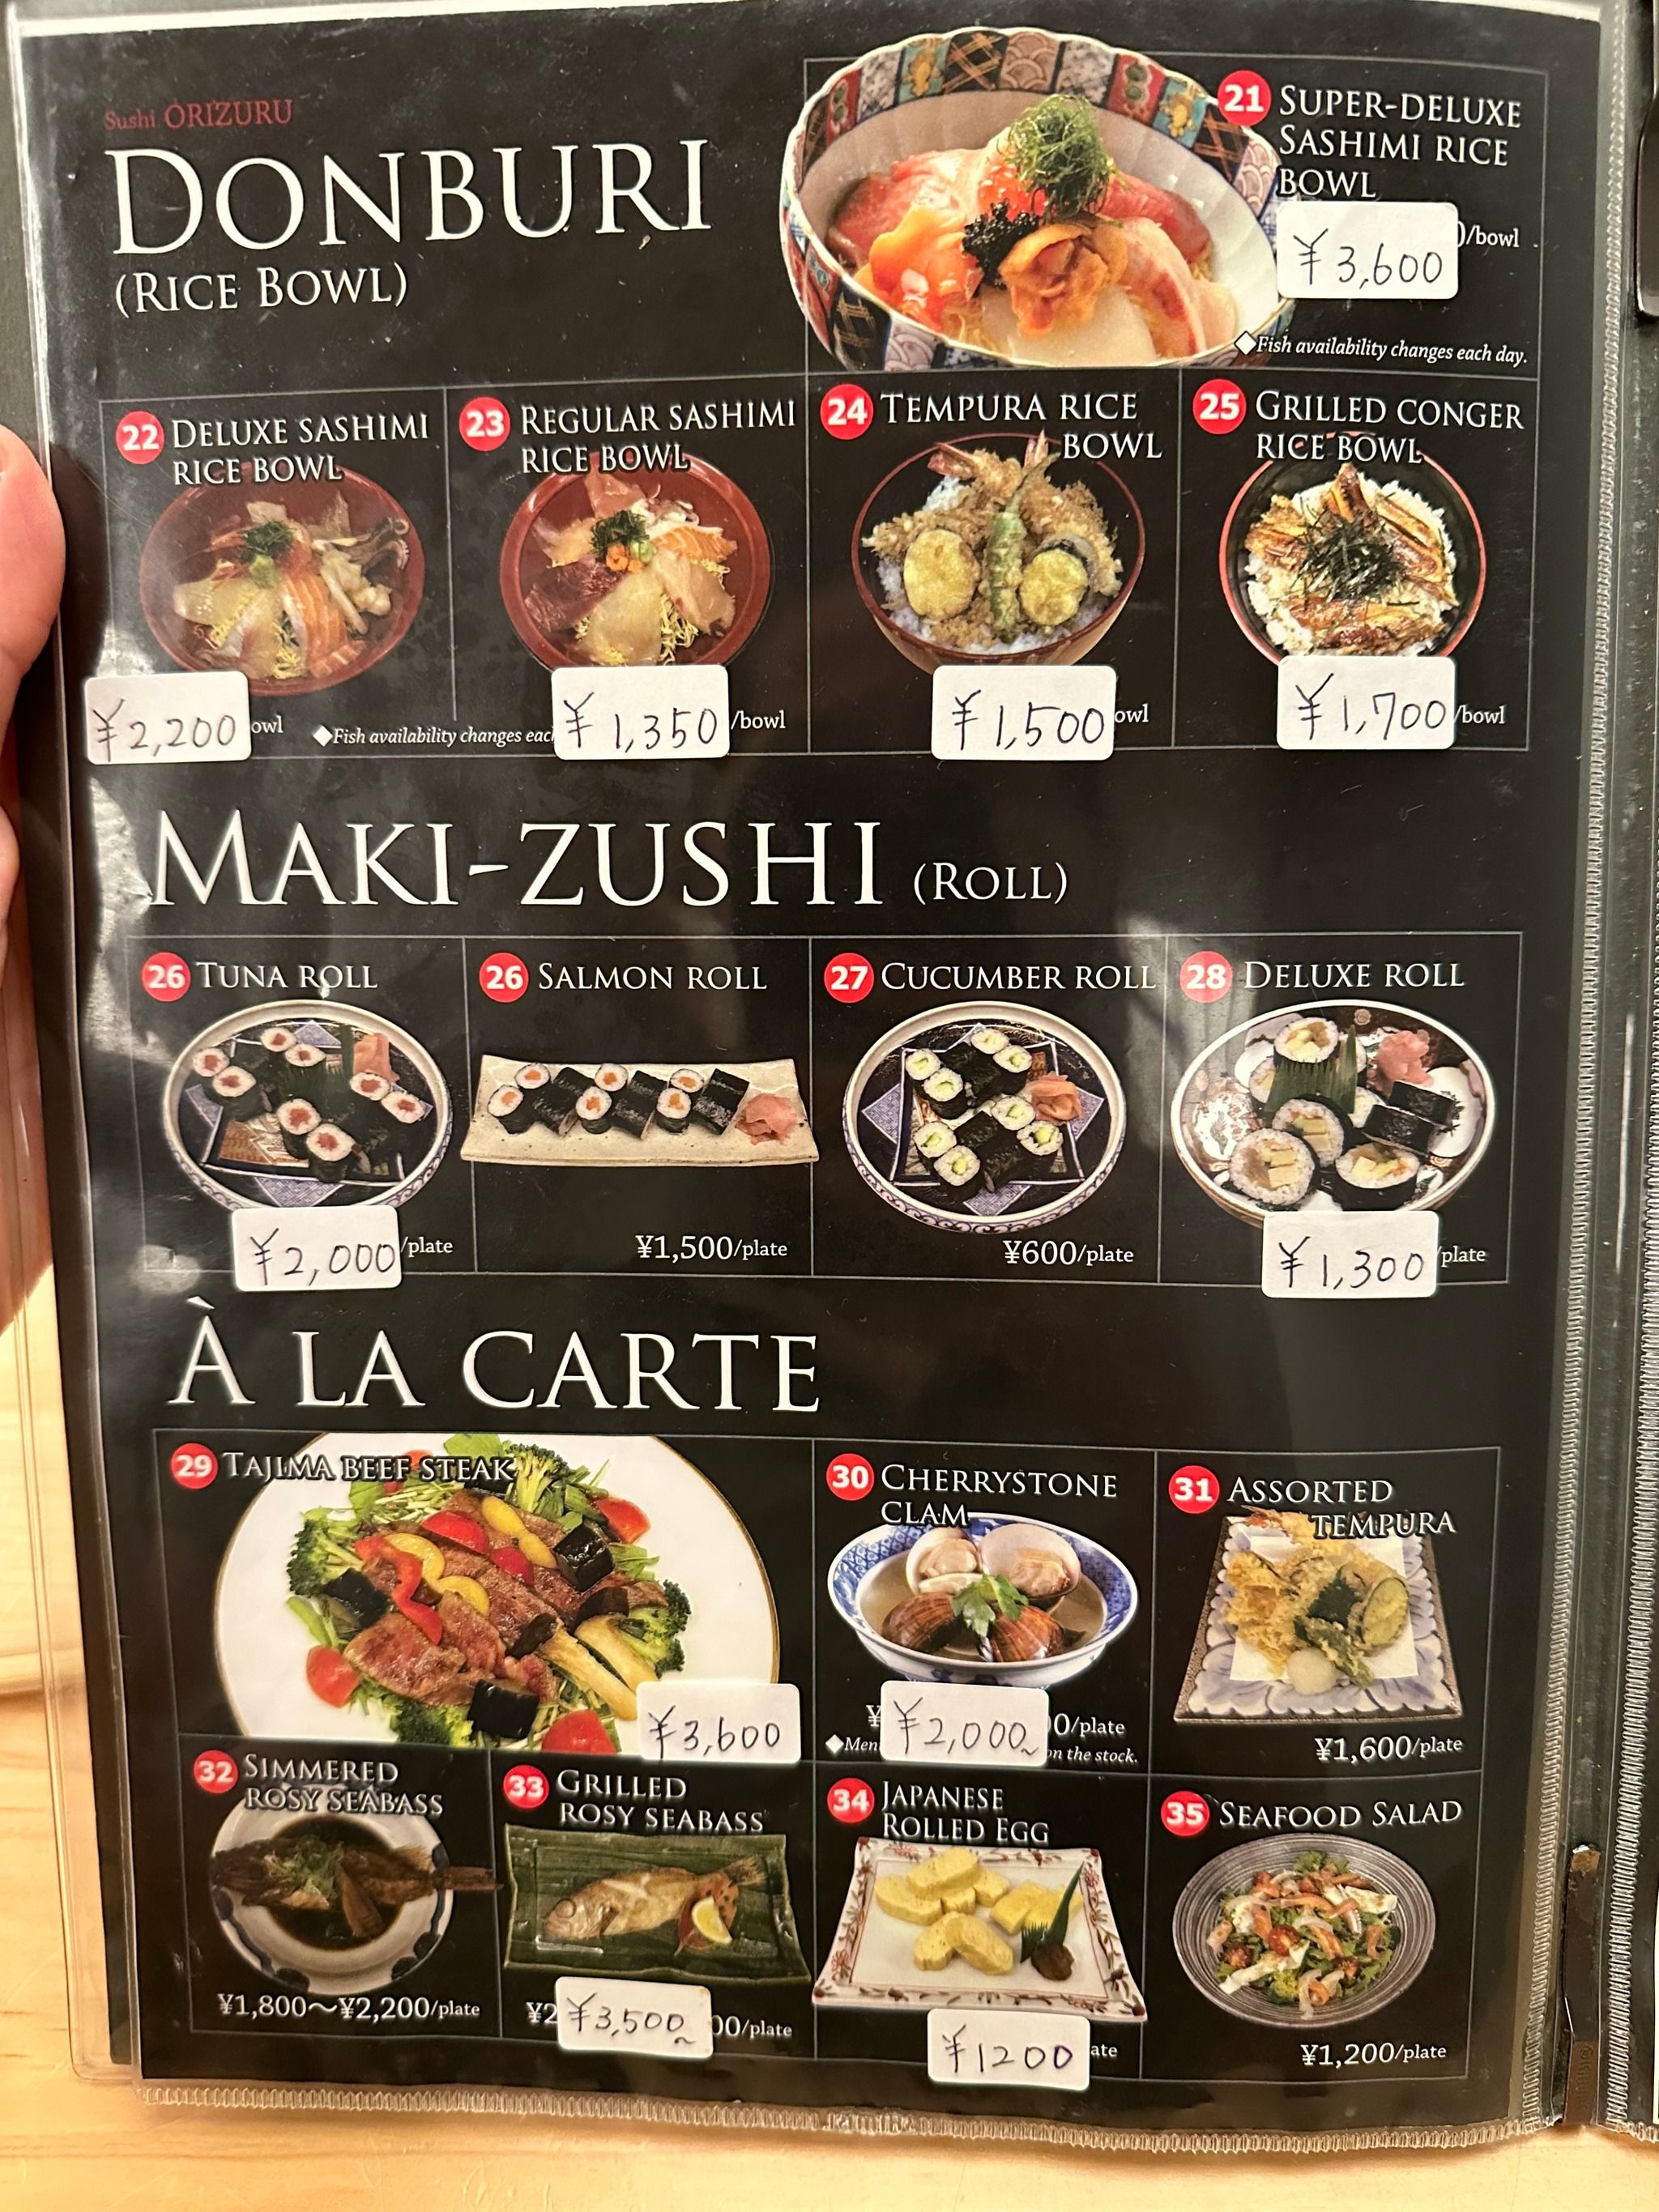 Sushi ORIZURU
DONBURI
(RICE BOWL)
21 SUPER-DELUXE
SASHIMI RICE
BOWL
¥3,600 /bowl
◆Fish availability changes each day.
22 DELUXE SASHIMI
RICE BOWL
¥2,200 owl
◆Fish availability changes each
23 REGULAR SASHIMI
RICE BOWL
¥1,350 /bowl
24 TEMPURA RICE
BOWL
¥1,500 owl
25 GRILLED CONGER
RICE BOWL
¥1,700 /bowl
MAKI-ZUSHI (ROLL)
26 TUNA ROLL
¥2,000 /plate
26 SALMON ROLL
¥1,500/plate
27 CUCUMBER ROLL
¥600/plate
28 DELUXE ROLL
¥1,300 plate
À LA CARTE
29 TAJIMA BEEF STEAK
¥3,600
30 CHERRYSTONE
CLAM
¥ ¥2,000~ 0/plate
◆Men on the stock.
31 ASSORTED
TEMPURA
¥1,600/plate
32 SIMMERED
ROSY SEABASS
¥1,800～¥2,200/plate
33 GRILLED
ROSY SEABASS
¥2 ¥3,500~ 00/plate
34 JAPANESE
ROLLED EGG
¥1200 ate
35 SEAFOOD SALAD
¥1,200/plate